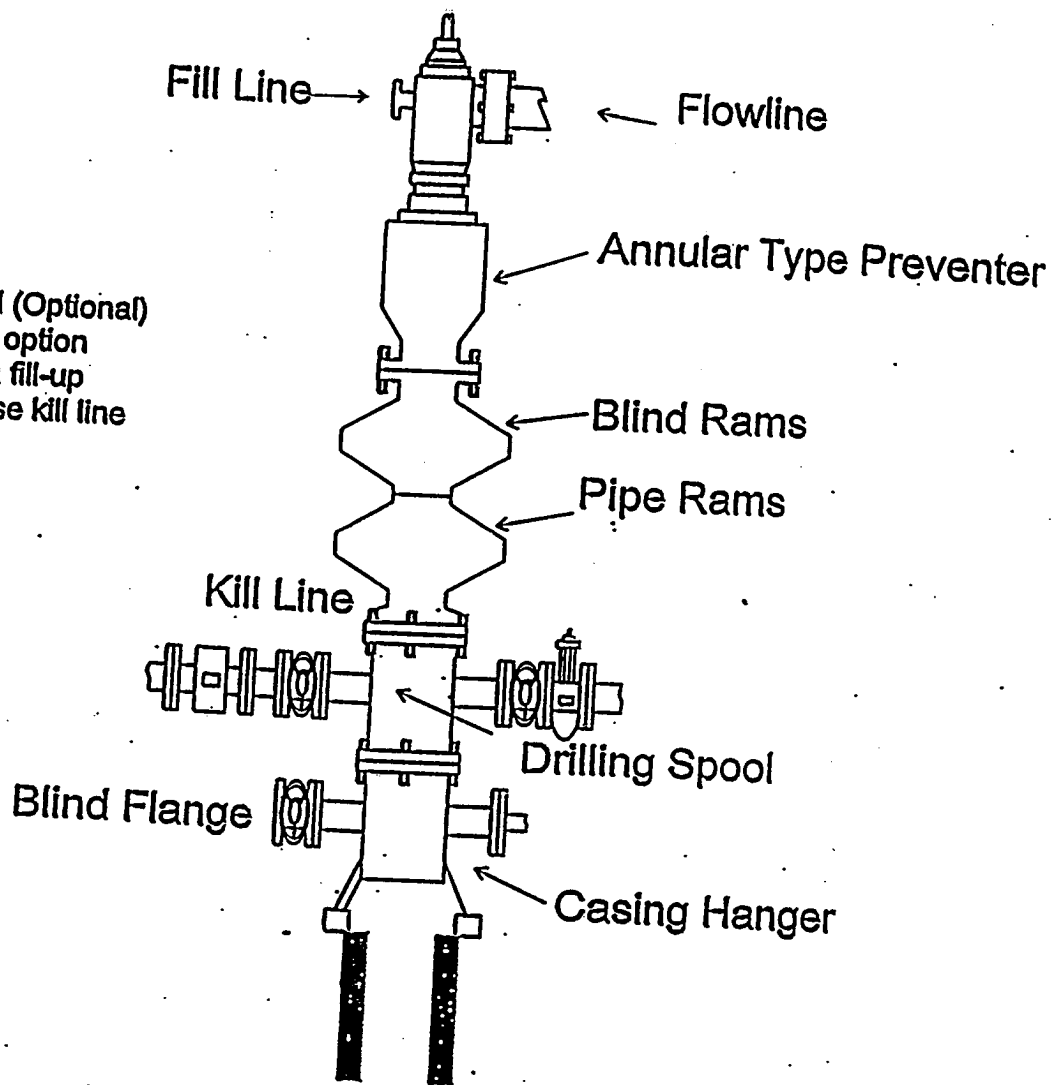 Fill Line
Flowline
Annular Type Preventer
(Optional)
option
fill-up
kill line
Blind Rams
Pipe Rams
Kill Line
Drilling Spool
Blind Flange
Casing Hanger